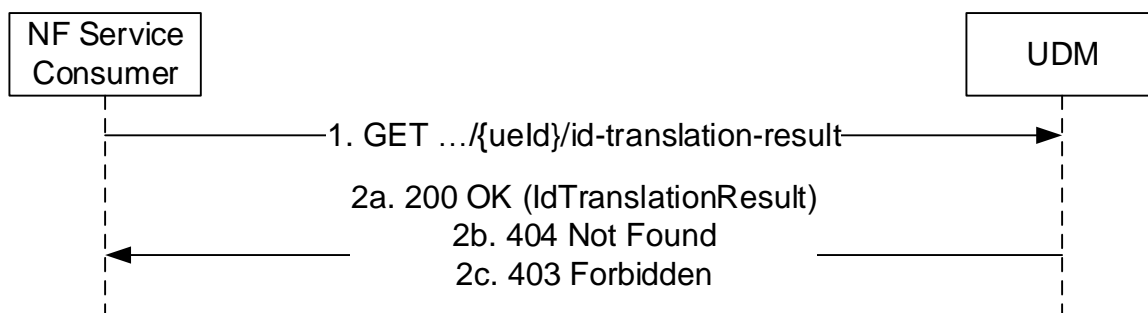 NF Service
Consumer
UDM
1. GET …/{ueId}/id-translation-result
2a. 200 OK (IdTranslationResult)
2b. 404 Not Found
2c. 403 Forbidden